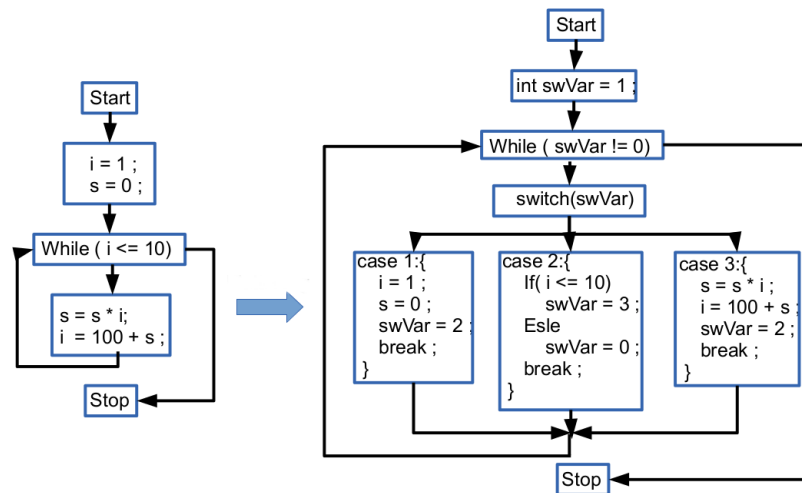 Start
i = 1 ;
s = 0 ;
While ( i <= 10)
s = s * i;
i = 100 + s ;
Stop
Start
int swVar = 1 ;
While ( swVar != 0)
switch(swVar)
case 1:{
i = 1 ;
s = 0 ;
swVar = 2 ;
break ;
}
case 2:{
If( i <= 10)
swVar = 3 ;
Esle
swVar = 0 ;
break ;
}
case 3:{
s = s * i ;
i = 100 + s ;
swVar = 2 ;
break ;
}
Stop